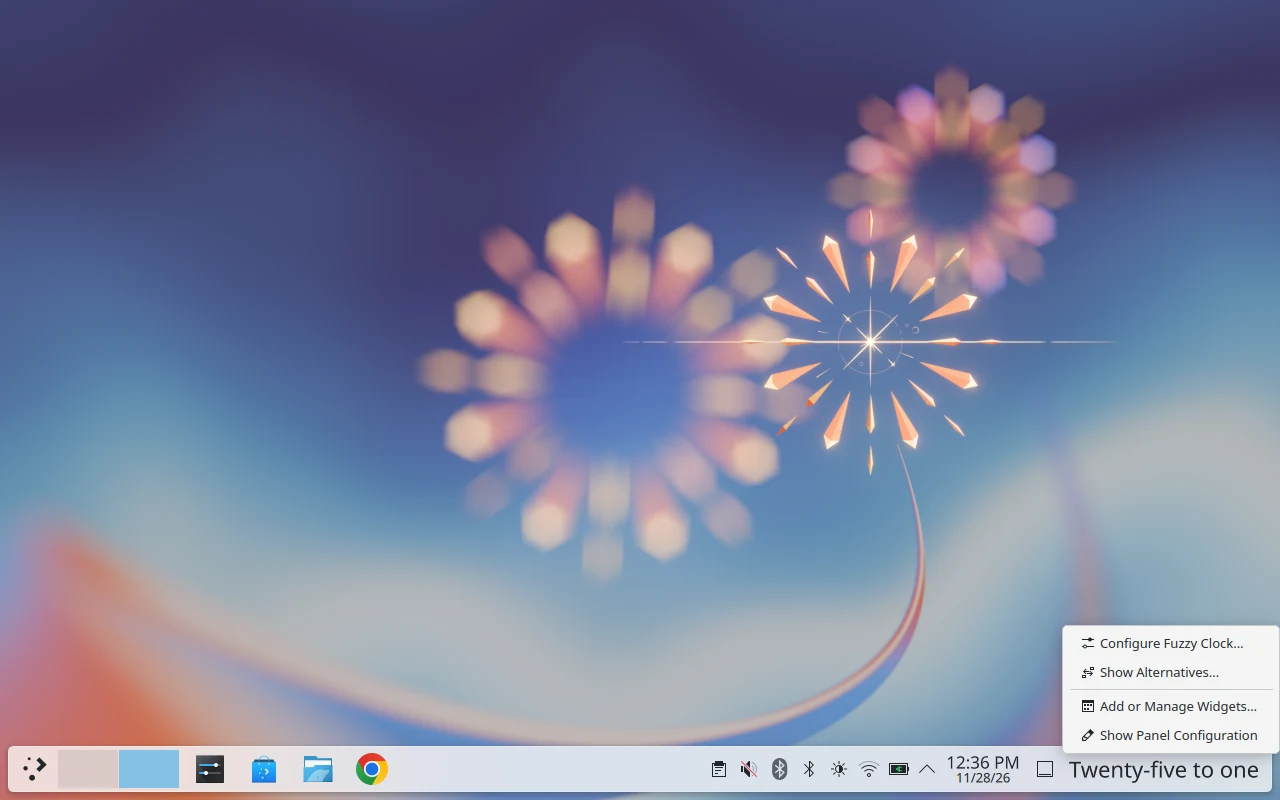 Configure Fuzzy Clock...
Show Alternatives...
Add or Manage Widgets...
Show Panel Configuration
12:36 PM
11/28/26
Twenty-five to one